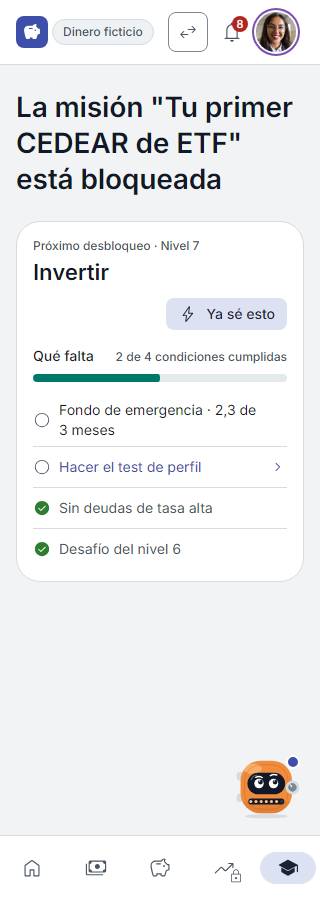 Dinero ficticio
8
La misión "Tu primer
CEDEAR de ETF"
está bloqueada
Próximo desbloqueo · Nivel 7
Invertir
Ya sé esto
Qué falta
2 de 4 condiciones cumplidas
Fondo de emergencia · 2,3 de
3 meses
Hacer el test de perfil
Sin deudas de tasa alta
Desafío del nivel 6